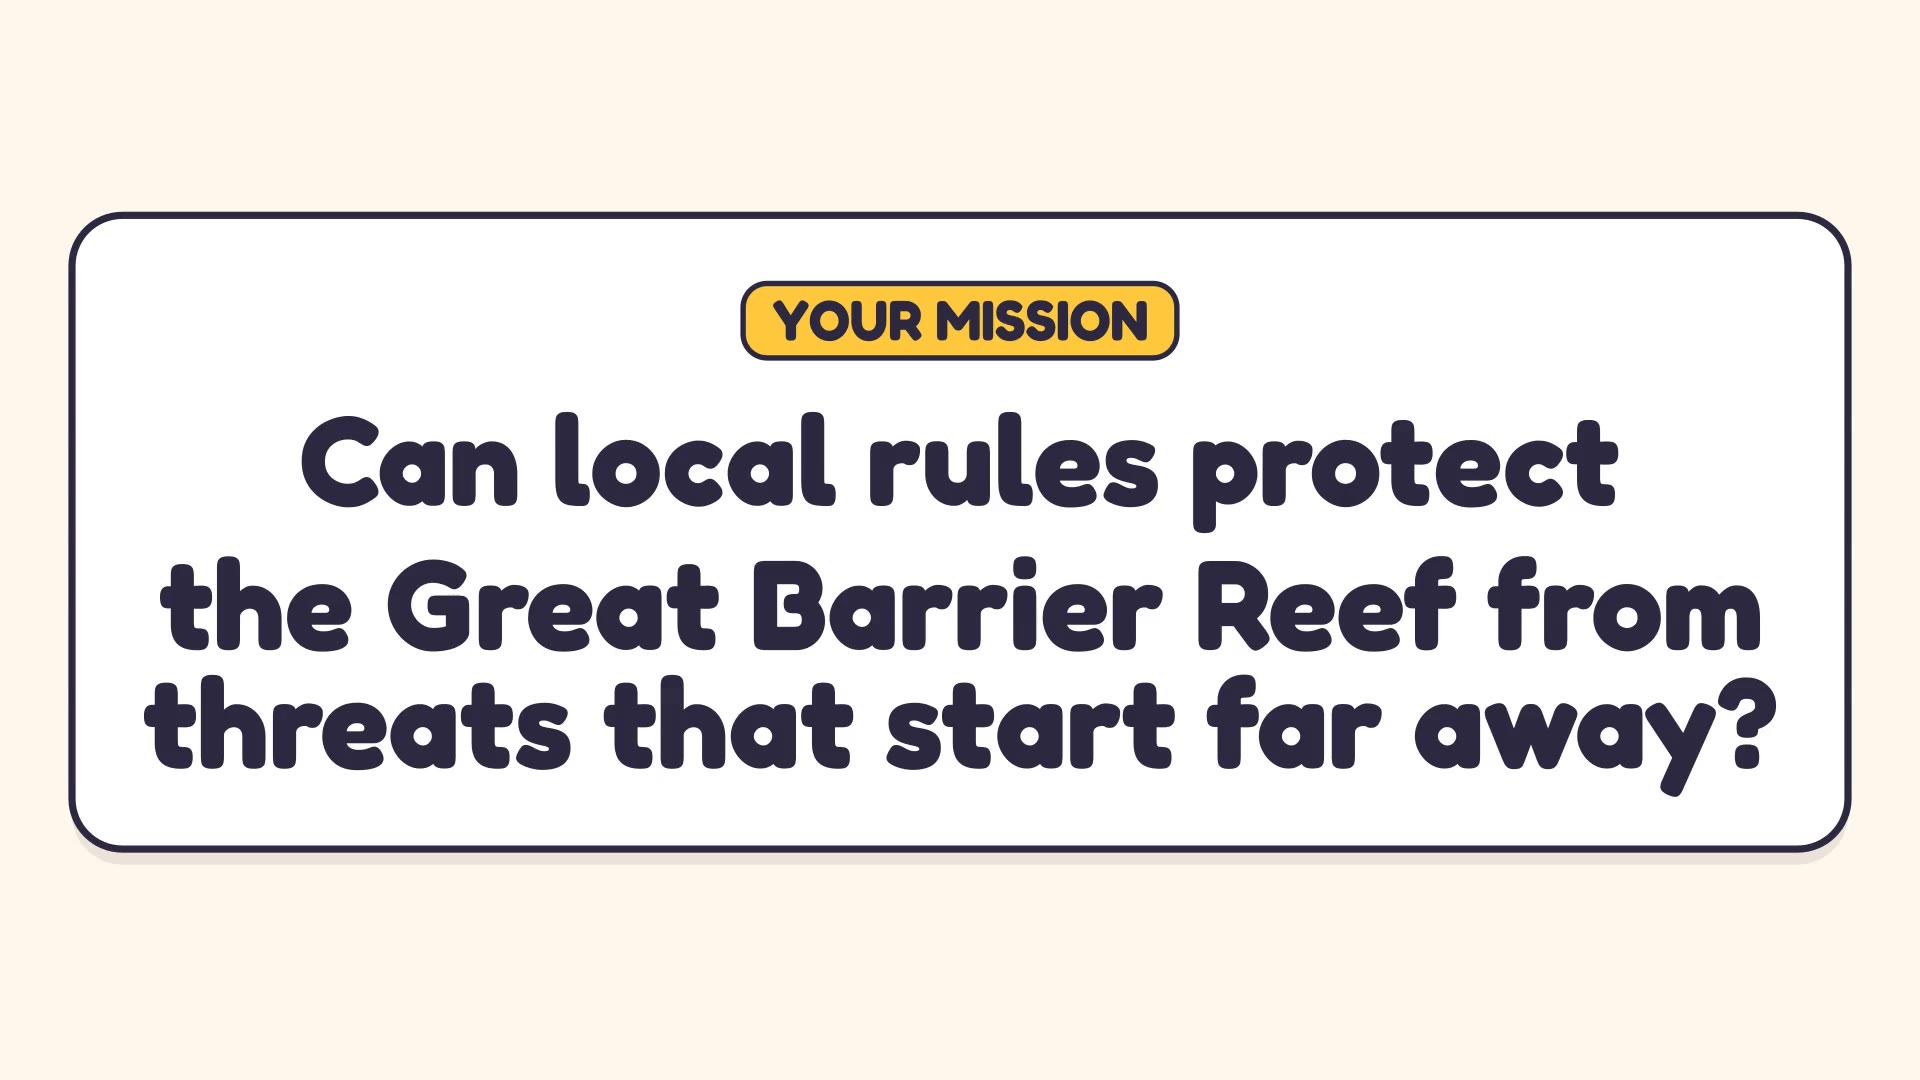 YOUR MISSION
Can local rules protect
the Great Barrier Reef from
threats that start far away?